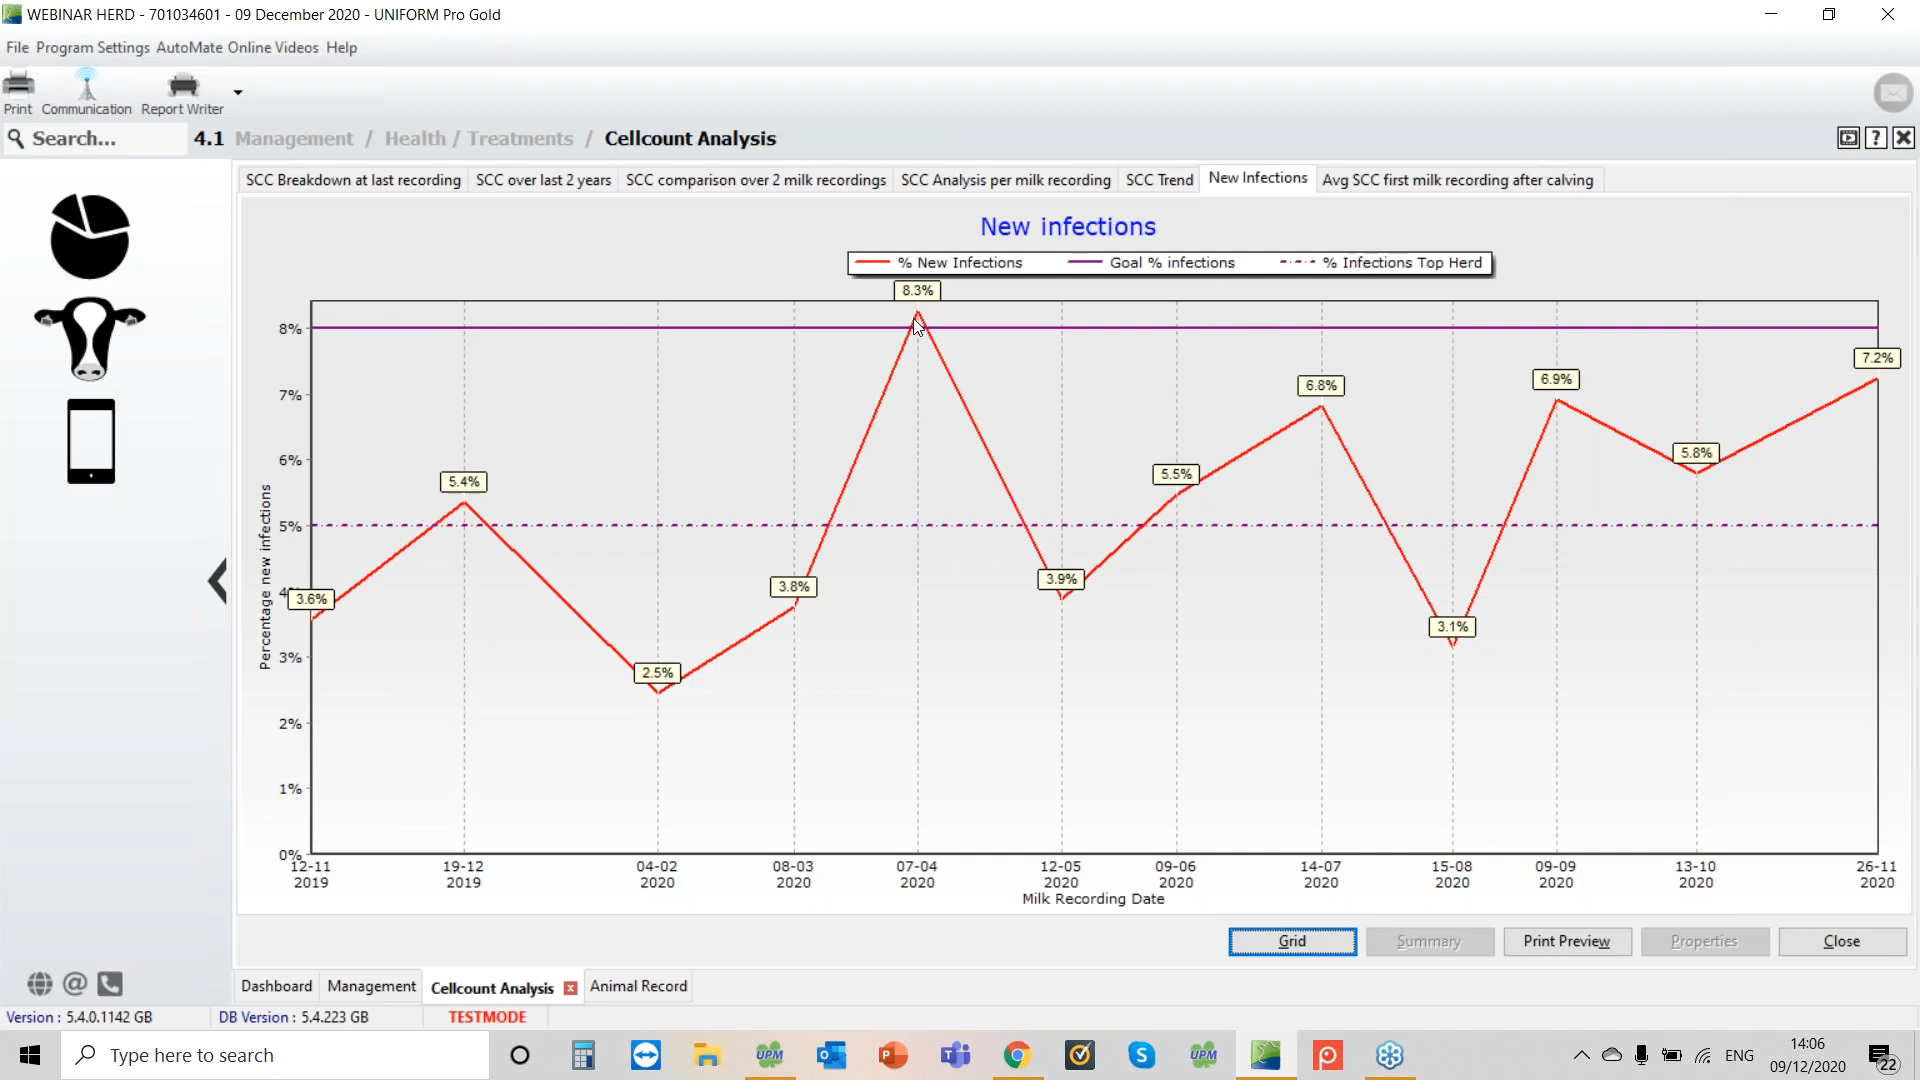 WEBINAR HERD - 701034601 - 09 December 2020 - UNIFORM Pro Gold
File Program Settings AutoMate Online Videos Help
Print Communication Report Writer
Search... 4.1 Management / Health / Treatments / Cellcount Analysis
SCC Breakdown at last recording SCC over last 2 years SCC comparison over 2 milk recordings SCC Analysis per milk recording SCC Trend New Infections Avg SCC first milk recording after calving
New infections
% New Infections Goal % infections % Infections Top Herd
8.3%
8%
7.2%
6.9%
6.8%
7%
5.8%
6%
5.5%
5.4%
5%
3.9%
3.8%
4
3.6%
3.1%
3%
2.5%
2%
1%
0%
Percentage new infections
12-11 19-12 04-02 08-03 07-04 12-05 09-06 14-07 15-08 09-09 13-10 26-11
2019 2019 2020 2020 2020 2020 2020 2020 2020 2020 2020 2020
Milk Recording Date
Grid Summary Print Preview Properties Close
Dashboard Management Cellcount Analysis Animal Record
Version : 5.4.0.1142 GB DB Version : 5.4.223 GB TESTMODE
Type here to search UPM UPM ENG 14:06
09/12/2020 22